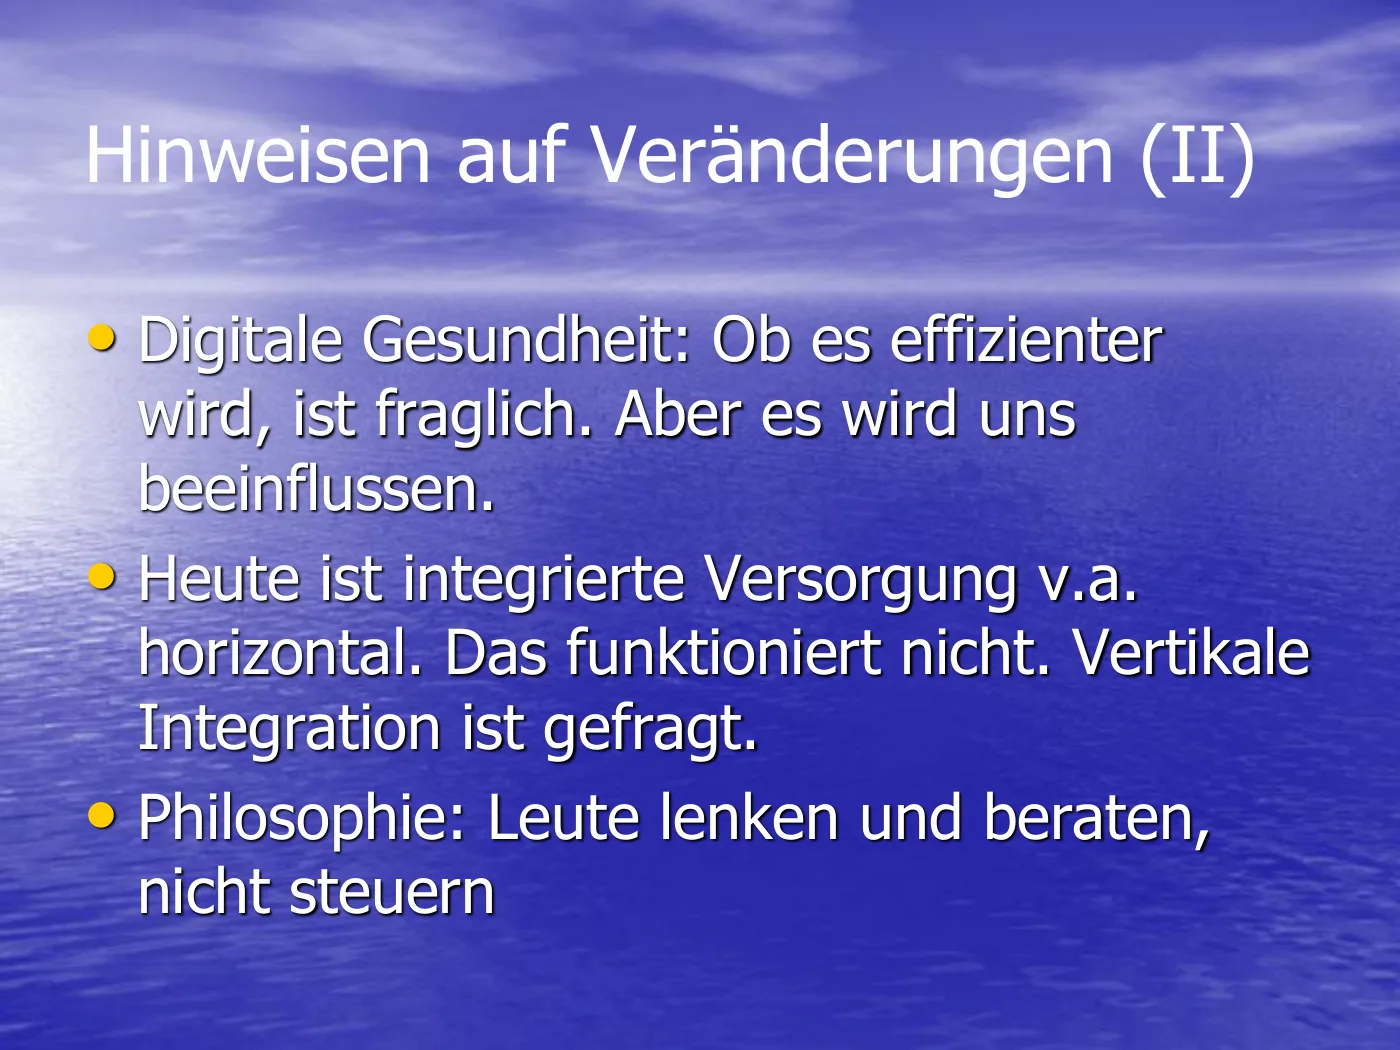 Hinweisen auf Veränderungen (II)
• Digitale Gesundheit: Ob es effizienter
wird, ist fraglich. Aber es wird uns
beeinflussen.
• Heute ist integrierte Versorgung v.a.
horizontal. Das funktioniert nicht. Vertikale
Integration ist gefragt.
• Philosophie: Leute lenken und beraten,
nicht steuern